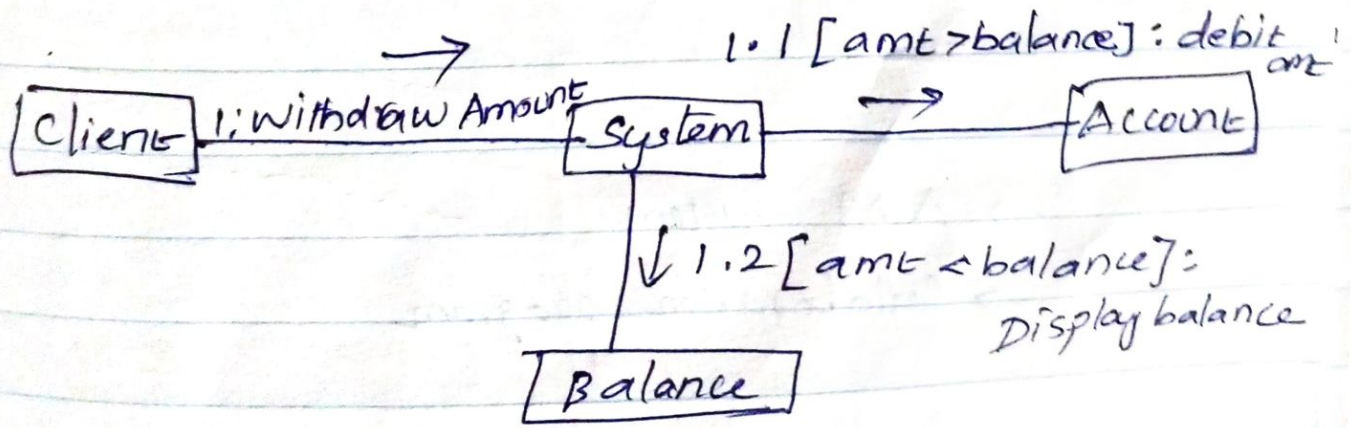 1.1 [amt>balance] : debit
amt
Client 1: Withdraw Amount System Account
1.2 [amt < balance] :
Display balance
Balance